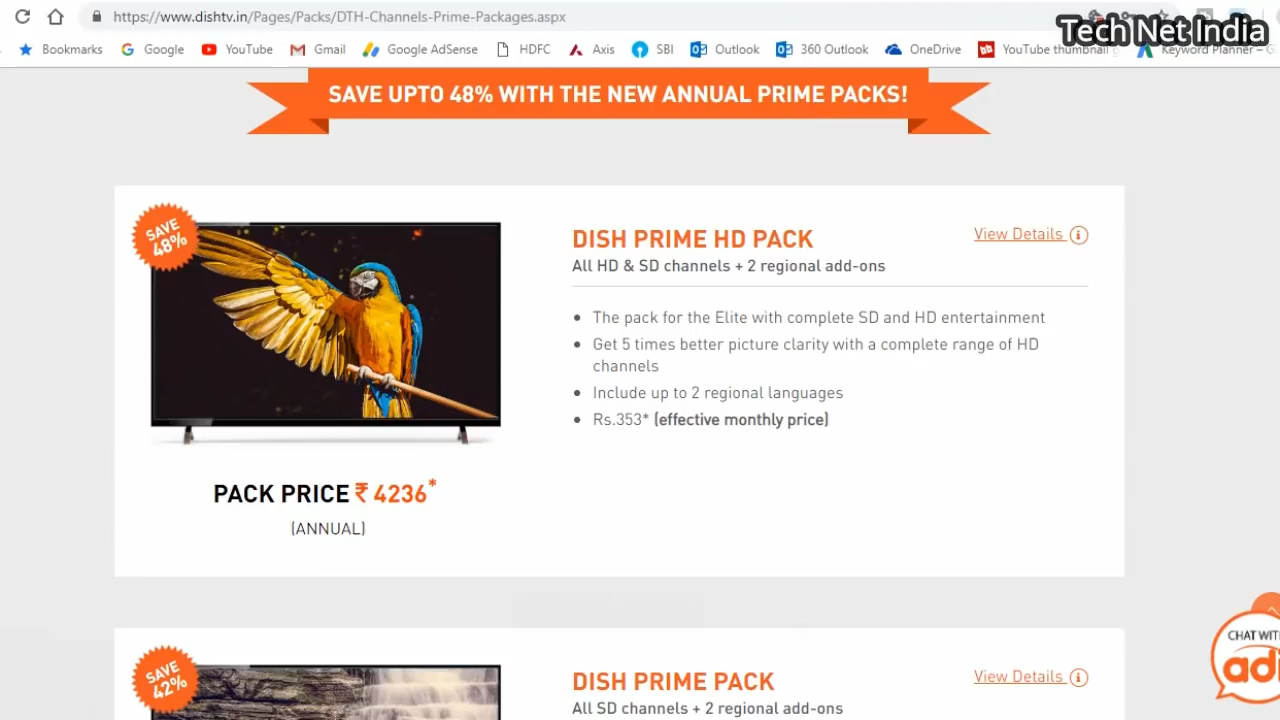 https://www.dishtv.in/Pages/Packs/DTH-Channels-Prime-Packages.aspx
Tech Net India
Bookmarks Google YouTube Gmail Google AdSense HDFC Axis SBI Outlook 360 Outlook OneDrive YouTube thumbnail Keyword Planner – G
SAVE UPTO 48% WITH THE NEW ANNUAL PRIME PACKS!
SAVE
48%
DISH PRIME HD PACK
View Details
All HD & SD channels + 2 regional add-ons
• The pack for the Elite with complete SD and HD entertainment
• Get 5 times better picture clarity with a complete range of HD
channels
• Include up to 2 regional languages
• Rs.353* (effective monthly price)
PACK PRICE ₹ 4236*
(ANNUAL)
CHAT WIT
adi
SAVE
42%
DISH PRIME PACK
View Details
All SD channels + 2 regional add-ons